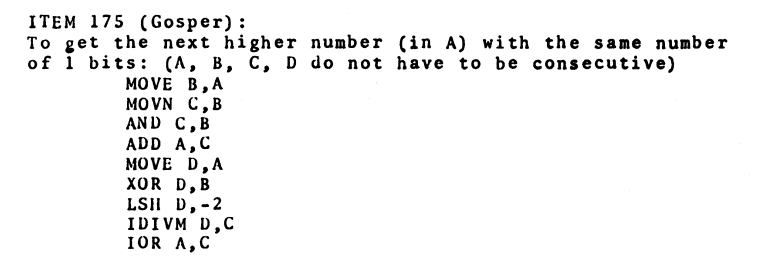 ITEM 175 (Gosper):
To get the next higher number (in A) with the same number
of 1 bits: (A, B, C, D do not have to be consecutive)
MOVE B,A
MOVN C,B
AND C,B
ADD A,C
MOVE D,A
XOR D,B
LSH D,-2
IDIVM D,C
IOR A,C